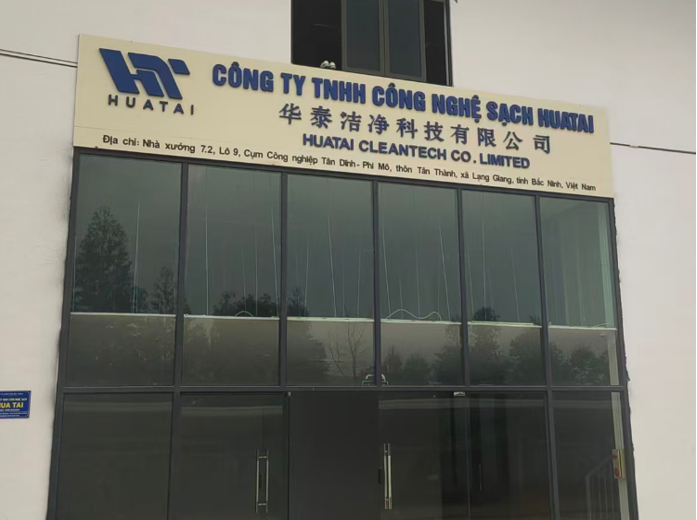 HUATAI
CÔNG TY TNHH CÔNG NGHỆ SẠCH HUATAI
华泰洁净科技有限公司
HUATAI CLEANTECH CO. LIMITED
Địa chỉ: Nhà xưởng 7.2, Lô 9, Cụm Công nghiệp Tân Dĩnh- Phi Mô, thôn Tân Thành, xã Lạng Giang, tỉnh Bắc Ninh, Việt Nam
HUA TAI